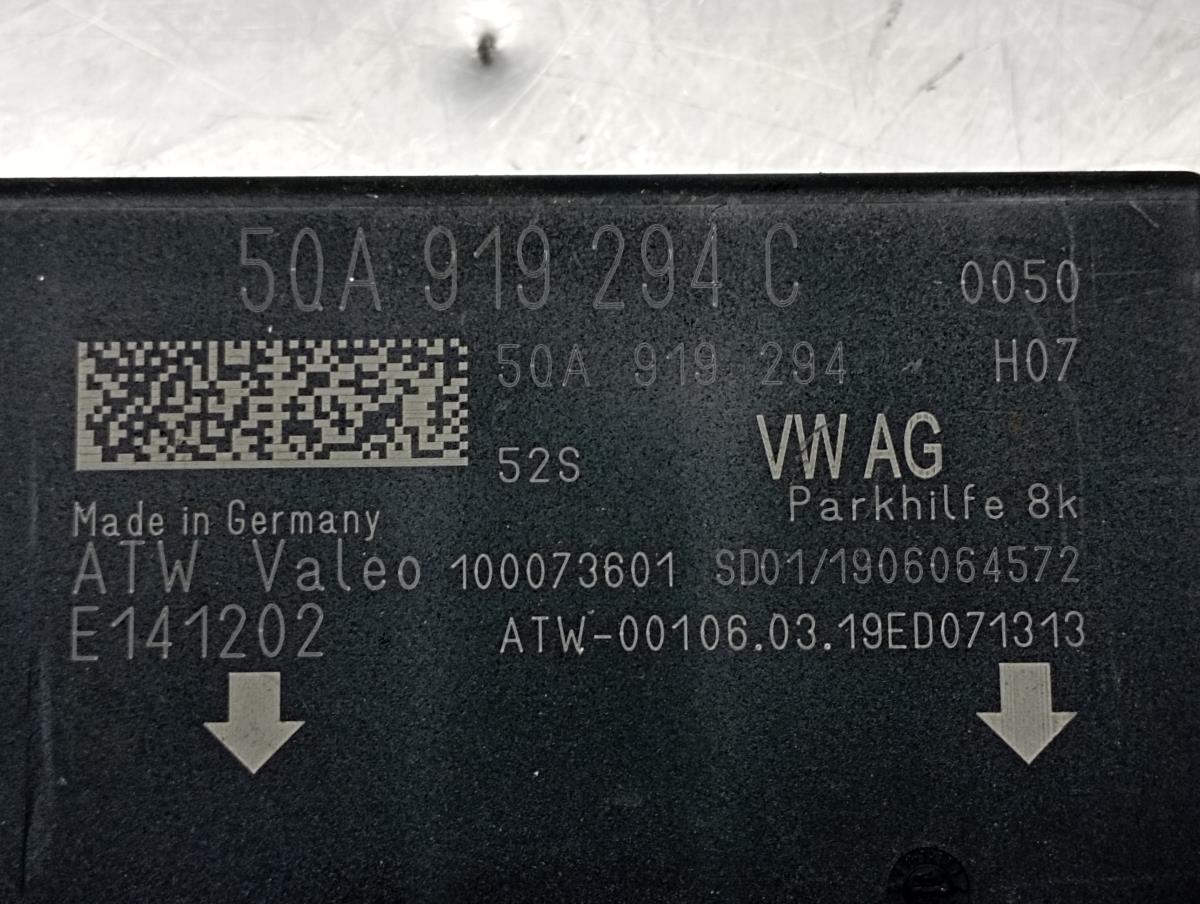 5QA 919 294 C 0050
5QA 919 294 H07
52S VW AG
Parkhilfe 8k
Made in Germany
ATW Valeo 100073601 SD01/1906064572
E141202 ATW-00106.03.19ED071313